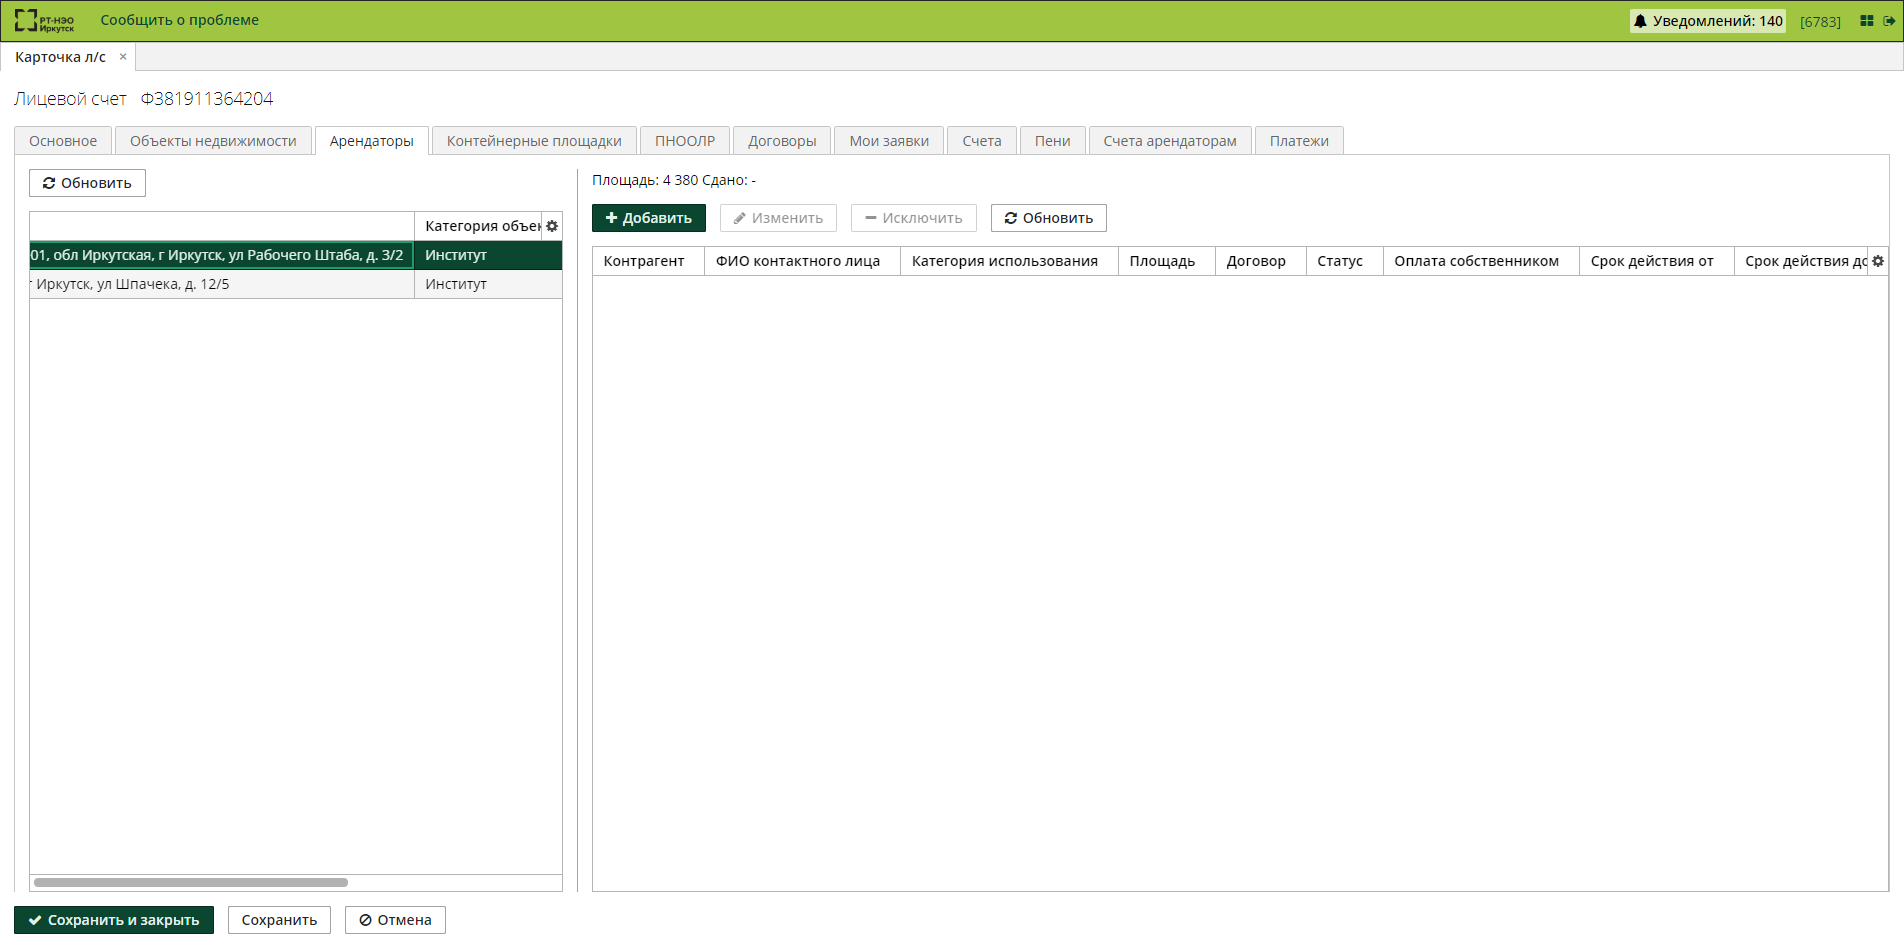 РТ-НЭО
Иркутск
Сообщить о проблеме
Уведомлений: 140
[6783]
Карточка л/с ×
Лицевой счет Ф381911364204
Основное
Объекты недвижимости
Арендаторы
Контейнерные площадки
ПНООЛР
Договоры
Мои заявки
Счета
Пени
Счета арендаторам
Платежи
Обновить
Категория объек
01, обл Иркутская, г Иркутск, ул Рабочего Штаба, д. 3/2 Институт
г Иркутск, ул Шпачека, д. 12/5 Институт
Площадь: 4 380 Сдано: -
Добавить
Изменить
Исключить
Обновить
Контрагент
ФИО контактного лица
Категория использования
Площадь
Договор
Статус
Оплата собственником
Срок действия от
Срок действия до
Сохранить и закрыть
Сохранить
Отмена